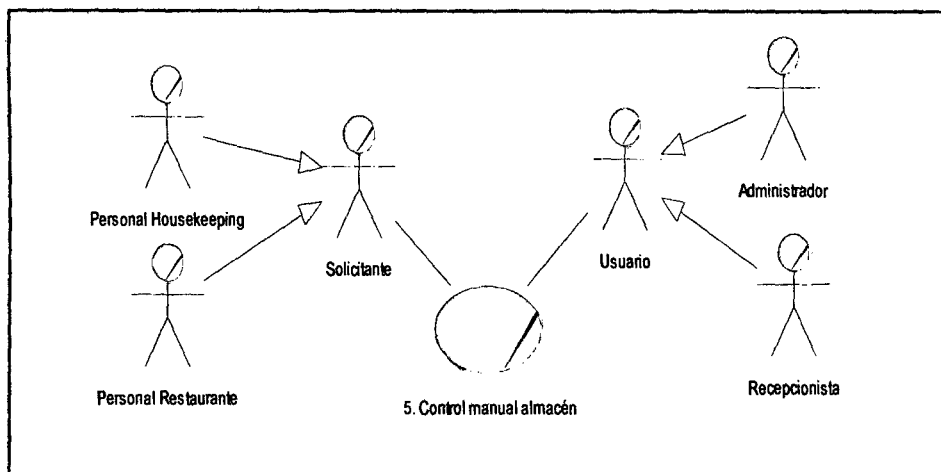 Personal Housekeeping
Solicitante
Usuario
Administrador
Personal Restaurante
5. Control manual almacén
Recepcionista